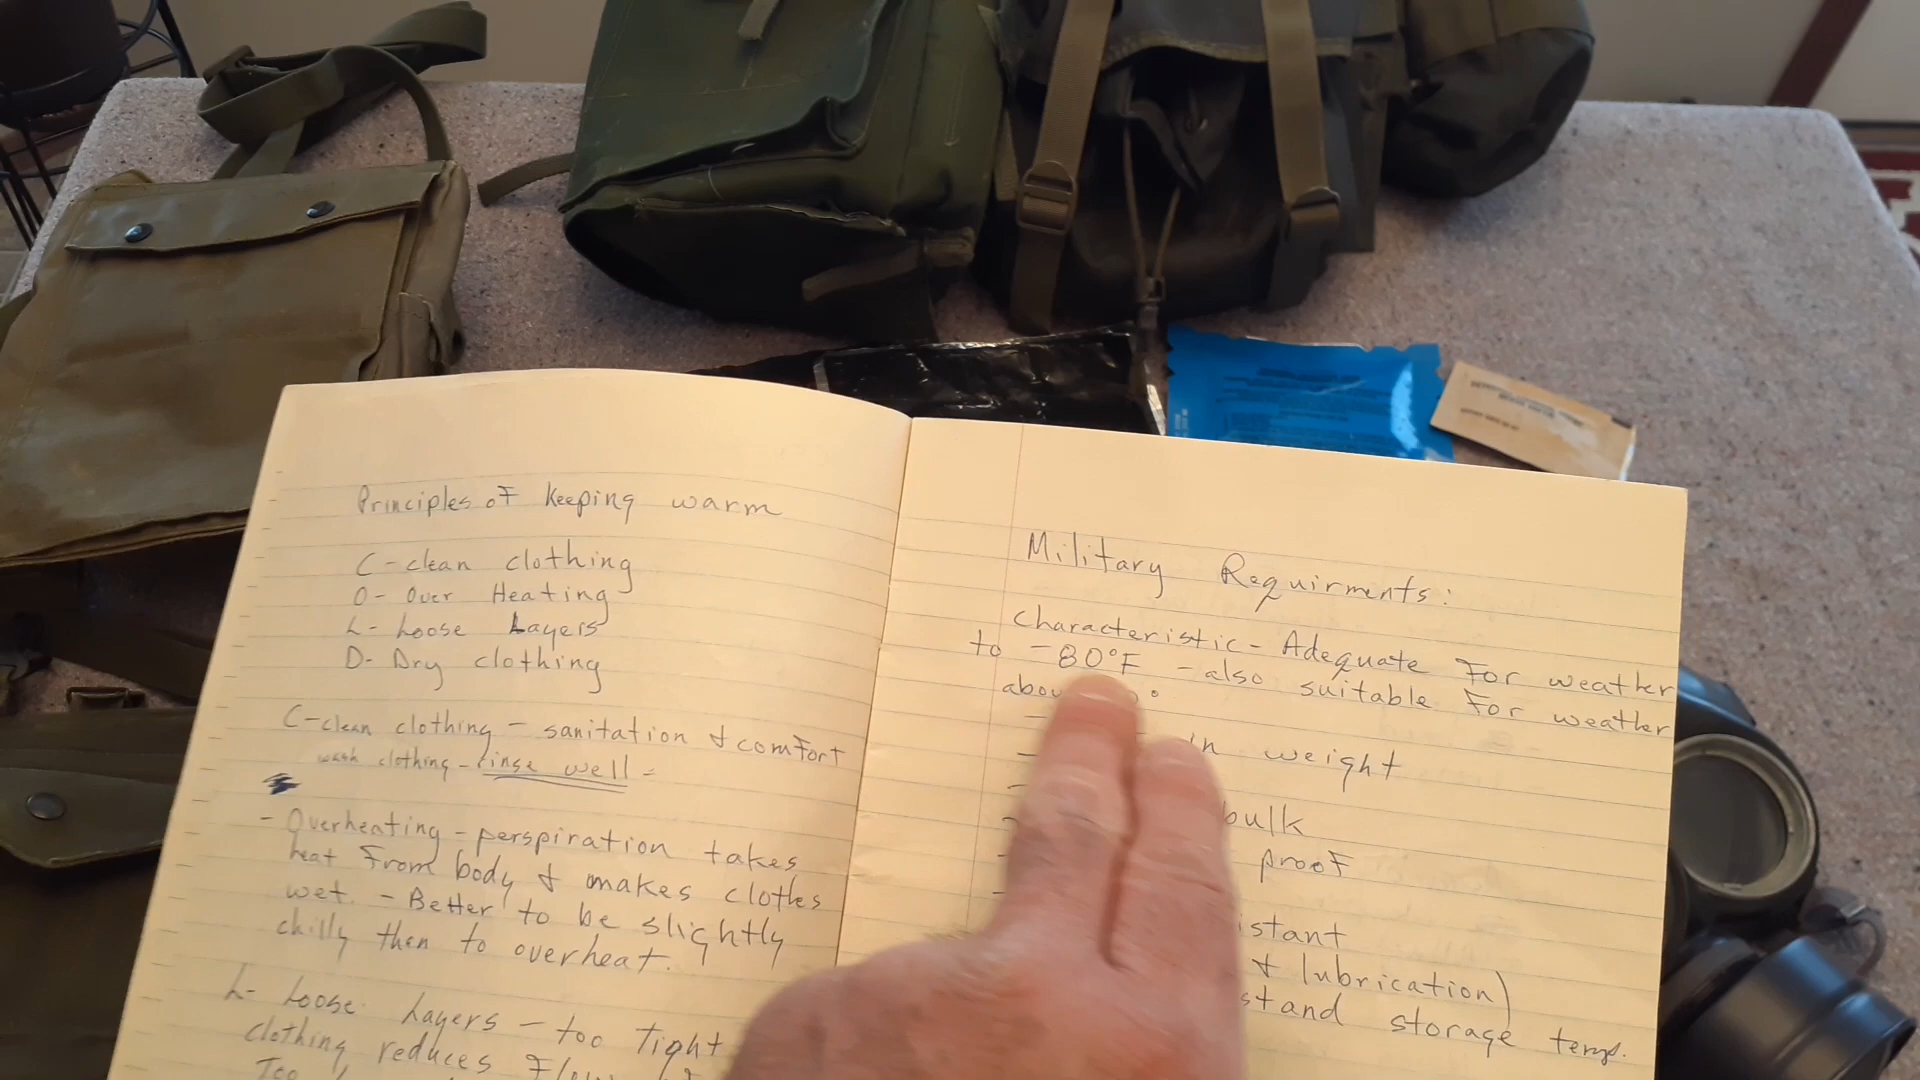 Principles of Keeping warm
C-clean clothing
O- Over Heating
L- Loose Layers
D- Dry clothing
C-clean clothing - sanitation & comfort
wash clothing - rinse well -
- Overheating - perspiration takes
heat from body & makes clothes
wet. - Better to be slightly
chilly then to overheat.
L- Loose Layers - too Tight
clothing reduces
Too
Military Requirments:
characteristic - Adequate For weather
to -80°F - also suitable For weather
in weight
bulk
proof
& lubrication)
storage temp.